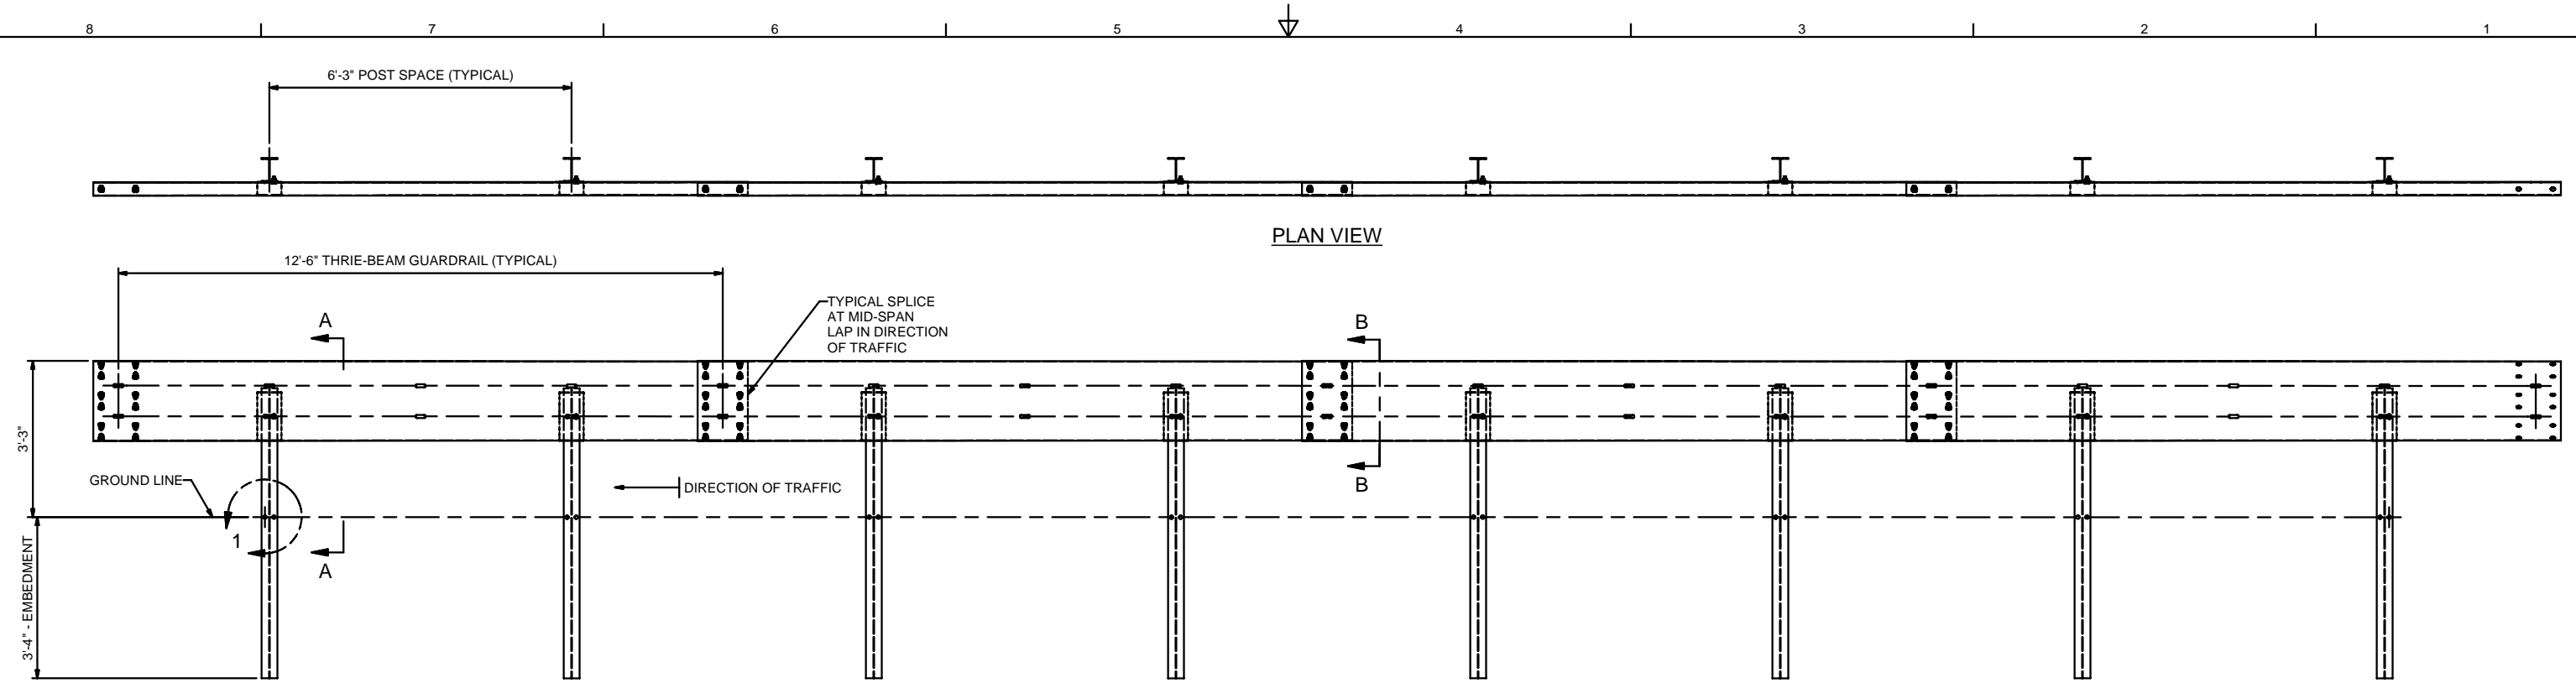 8 7 6 5 4 3 2 1
6'-3" POST SPACE (TYPICAL)
PLAN VIEW
12'-6" THRIE-BEAM GUARDRAIL (TYPICAL)
TYPICAL SPLICE
AT MID-SPAN
LAP IN DIRECTION
OF TRAFFIC
A
B
3'-3"
GROUND LINE
DIRECTION OF TRAFFIC
B
1
A
3'-4" - EMBEDMENT